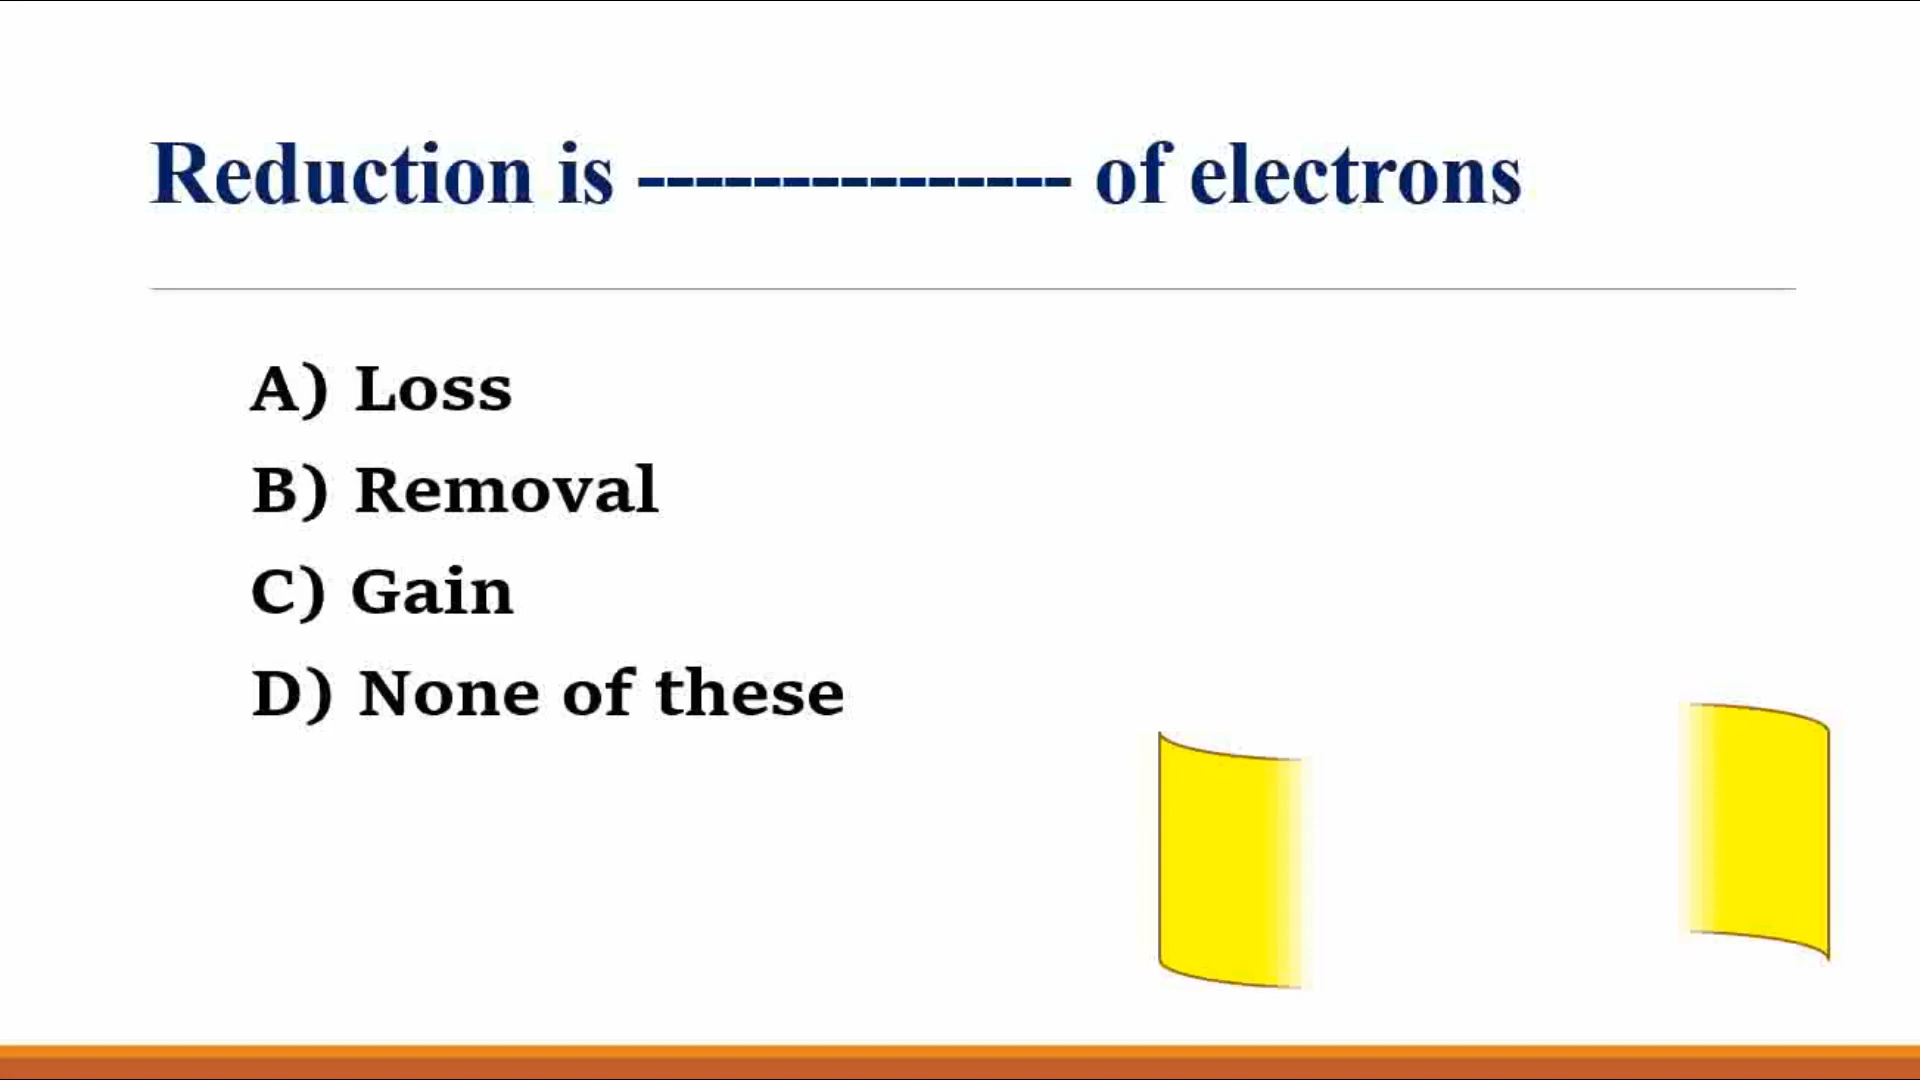 Reduction is --------------- of electrons
A) Loss
B) Removal
C) Gain
D) None of these